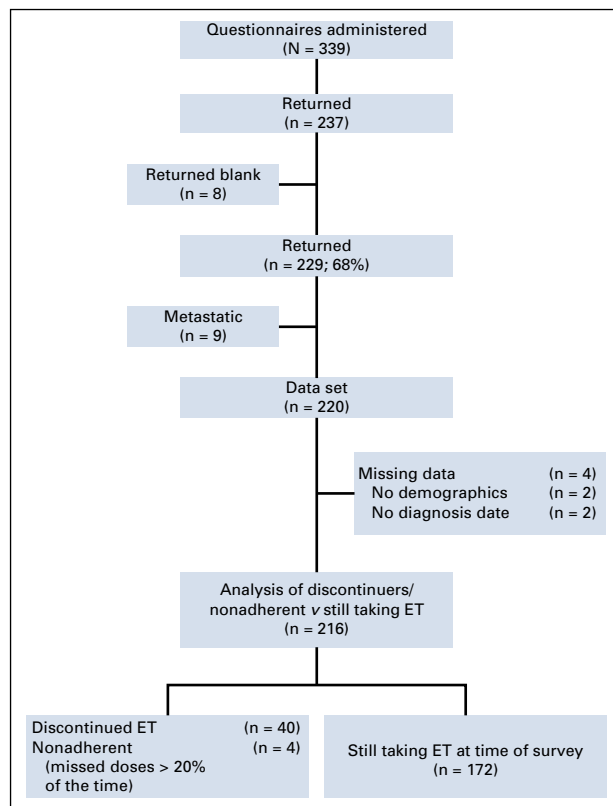 Questionnaires administered
(N = 339)
Returned
(n = 237)
Returned blank
(n = 8)
Returned
(n = 229; 68%)
Metastatic
(n = 9)
Data set
(n = 220)
Missing data (n = 4)
No demographics (n = 2)
No diagnosis date (n = 2)
Analysis of discontinuers/
nonadherent v still taking ET
(n = 216)
Discontinued ET (n = 40)
Nonadherent (n = 4)
(missed doses > 20%
of the time)
Still taking ET at time of survey
(n = 172)